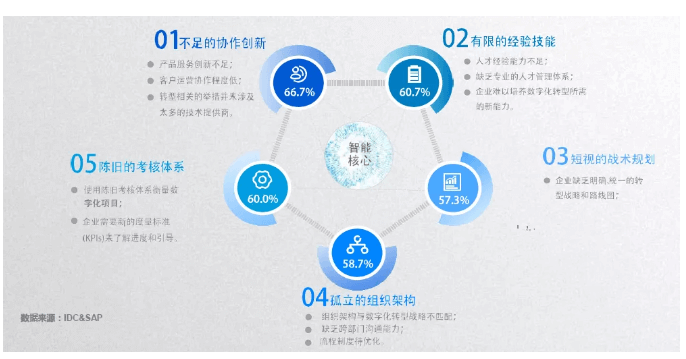 01不足的协作创新
产品服务创新不足；
客户运营协作程度低；
转型相关的举措并未涉及
太多的技术提供商。
66.7%
02有限的经验技能
人才经验能力不足；
缺乏专业的人才管理体系；
企业难以培养数字化转型所需
的新能力。
60.7%
智能
核心
03短视的战术规划
企业缺乏明确,统一的转
型战略和路线图；
57.3%
05陈旧的考核体系
使用陈旧考核体系衡量数
字化项目；
企业需要新的度量标准
(KPIs)来了解进度和引导。
60.0%
58.7%
04孤立的组织架构
组织架构与数字化转型战略不匹配；
缺乏跨部门沟通能力；
流程制度待优化。
数据来源：IDC&SAP